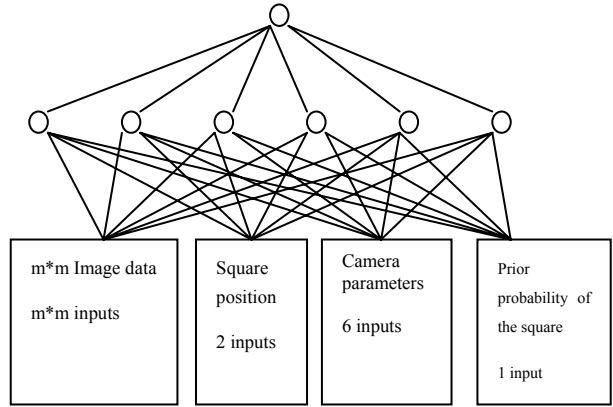 m*m Image data
m*m inputs
Square
position
2 inputs
Camera
parameters
6 inputs
Prior
probability of
the square
1 input